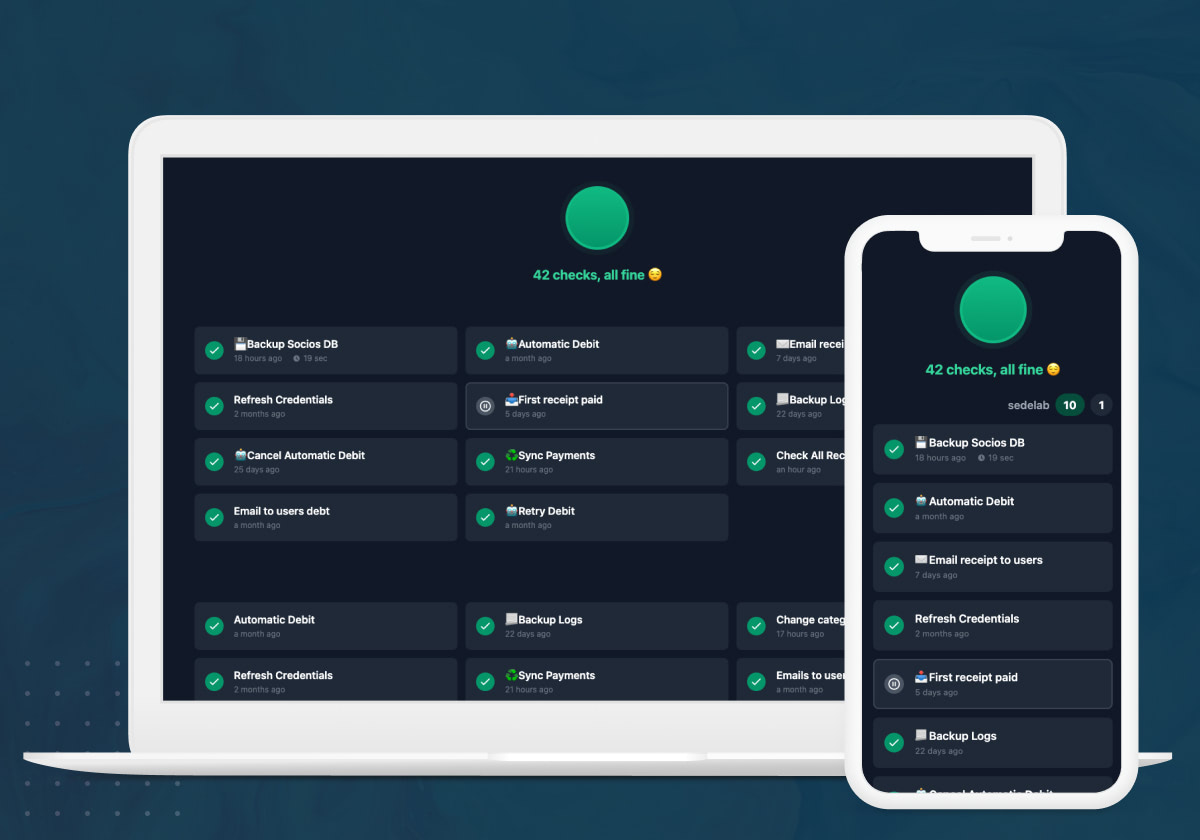 42 checks, all fine 😌
💾Backup Socios DB
18 hours ago 19 sec
🤖Automatic Debit
a month ago
✉️Email recei
7 days ago
Refresh Credentials
2 months ago
📥First receipt paid
5 days ago
📃Backup Log
22 days ago
🤖Cancel Automatic Debit
25 days ago
♻️Sync Payments
21 hours ago
Check All Rec
an hour ago
Email to users debt
a month ago
🤖Retry Debit
a month ago
Automatic Debit
a month ago
📃Backup Logs
22 days ago
Change categ
17 hours ago
Refresh Credentials
2 months ago
♻️Sync Payments
21 hours ago
Emails to user
a month ago
42 checks, all fine 😌
sedelab 10 1
💾Backup Socios DB
18 hours ago 19 sec
🤖Automatic Debit
a month ago
✉️Email receipt to users
7 days ago
Refresh Credentials
2 months ago
📥First receipt paid
5 days ago
📃Backup Logs
22 days ago
🤖Cancel Automatic Debit